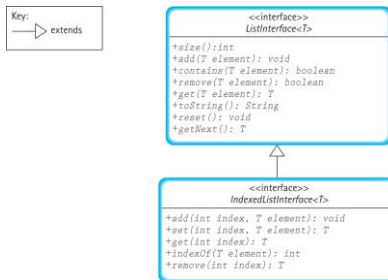 Key:
extends
<<interface>>
ListInterface<T>
+size():int
+add(T element): void
+contains(T element): boolean
+remove(T element): boolean
+get(T element): T
+toString(): String
+reset(): void
+getNext(): T
<<interface>>
IndexedListInterface<T>
+add(int index, T element): void
+set(int index, T element): T
+get(int index): T
+indexOf(T element): int
+remove(int index): T